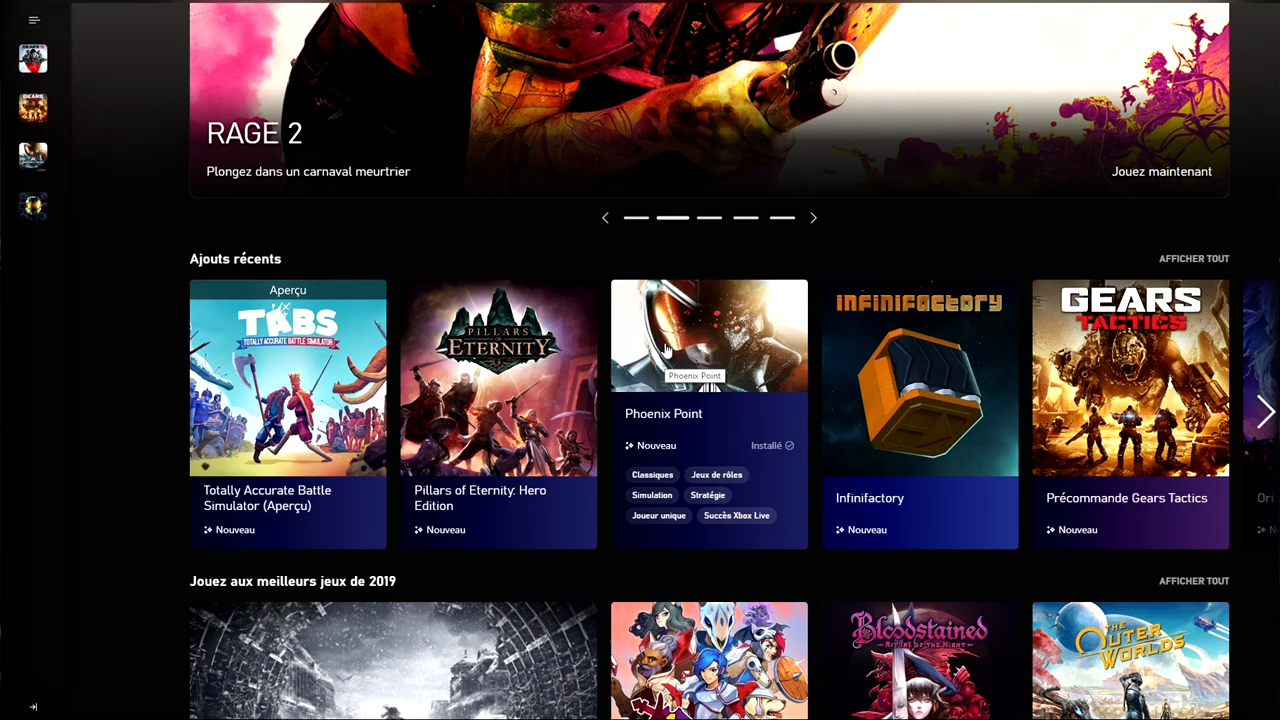 RAGE 2
Plongez dans un carnaval meurtrier
Jouez maintenant
Ajouts récents
AFFICHER TOUT
Aperçu
TABS
TOTALLY ACCURATE BATTLE SIMULATOR
Totally Accurate Battle
Simulator (Aperçu)
Nouveau
PILLARS
OF
ETERNITY
Pillars of Eternity: Hero
Edition
Nouveau
Phoenix Point
Phoenix Point
Nouveau
Installé
Classiques
Jeux de rôles
Simulation
Stratégie
Joueur unique
Succès Xbox Live
INFINIFACTORY
Infinifactory
Nouveau
GEARS
TACTICS
Précommande Gears Tactics
Nouveau
Ori
N
Jouez aux meilleurs jeux de 2019
AFFICHER TOUT
Bloodstained
RITUAL OF THE NIGHT
THE
OUTER
WORLDS